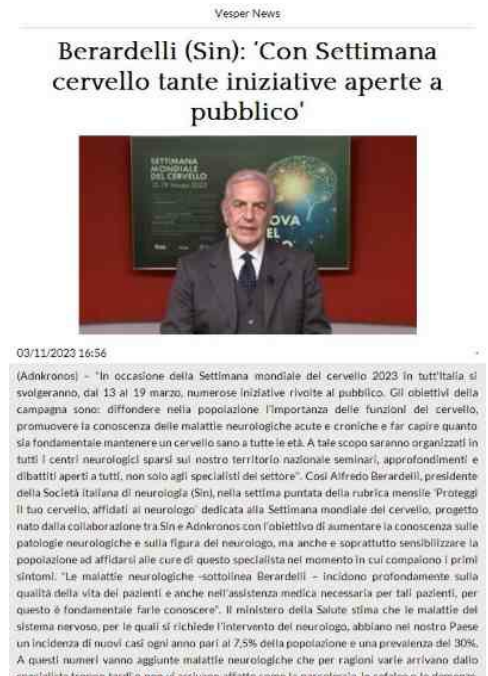 Vesper News
Berardelli (Sin): 'Con Settimana
cervello tante iniziative aperte a
pubblico'
SETTIMANA
MONDIALE
DEL CERVELLO
OVA
EL
03/11/2023 16:56
(Adnkronos) – "In occasione della Settimana mondiale del cervello 2023 in tutt'Italia si
svolgeranno, dal 13 al 19 marzo, numerose iniziative rivolte al pubblico. Gli obiettivi della
campagna sono: diffondere nella popolazione l'importanza delle funzioni del cervello,
promuovere la conoscenza delle malattie neurologiche acute e croniche e far capire quanto
sia fondamentale mantenere un cervello sano a tutte le età. A tale scopo saranno organizzati in
tutti i centri neurologici sparsi sul nostro territorio nazionale seminari, approfondimenti e
dibattiti aperti a tutti, non solo agli specialisti del settore". Così Alfredo Berardelli, presidente
della Società italiana di neurologia (Sin), nella settima puntata della rubrica mensile 'Proteggi
il tuo cervello, affidati al neurologo' dedicata alla Settimana mondiale del cervello, progetto
nato dalla collaborazione tra Sin e Adnkronos con l'obiettivo di aumentare la conoscenza sulle
patologie neurologiche e sulla figura del neurologo, ma anche e soprattutto sensibilizzare la
popolazione ad affidarsi alle cure di questo specialista nel momento in cui compaiono i primi
sintomi. "Le malattie neurologiche -sottolinea Berardelli – incidono profondamente sulla
qualità della vita dei pazienti e anche nell'assistenza medica necessaria per tali pazienti, per
questo è fondamentale farle conoscere". Il ministero della Salute stima che le malattie del
sistema nervoso, per le quali si richiede l'intervento del neurologo, abbiano nel nostro Paese
un incidenza di nuovi casi ogni anno pari al 7,5% della popolazione e una prevalenza del 30%.
A questi numeri vanno aggiunte malattie neurologiche che per ragioni varie arrivano dallo